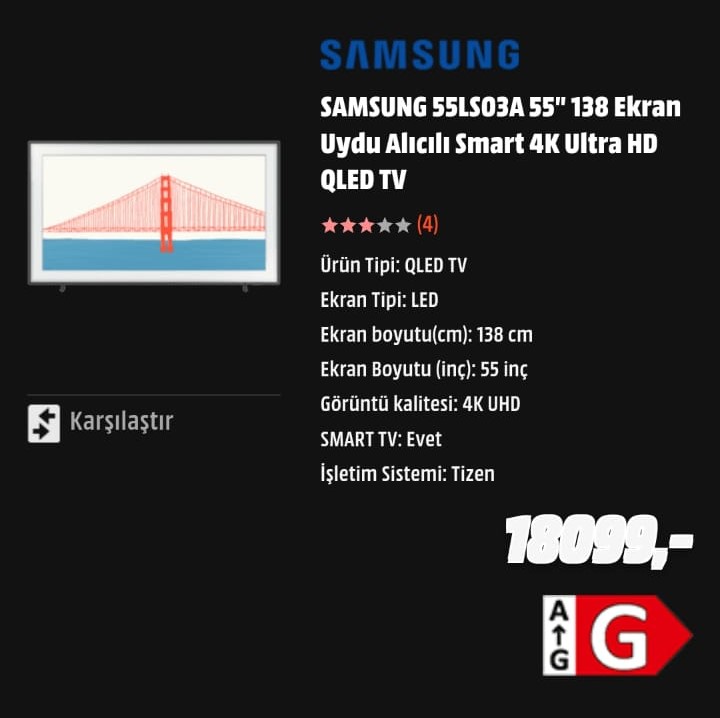 SAMSUNG
SAMSUNG 55LS03A 55" 138 Ekran
Uydu Alıcılı Smart 4K Ultra HD
QLED TV
(4)
Ürün Tipi: QLED TV
Ekran Tipi: LED
Ekran boyutu(cm): 138 cm
Ekran Boyutu (inç): 55 inç
Görüntü kalitesi: 4K UHD
SMART TV: Evet
İşletim Sistemi: Tizen
Karşılaştır
18099,-
A
G
G